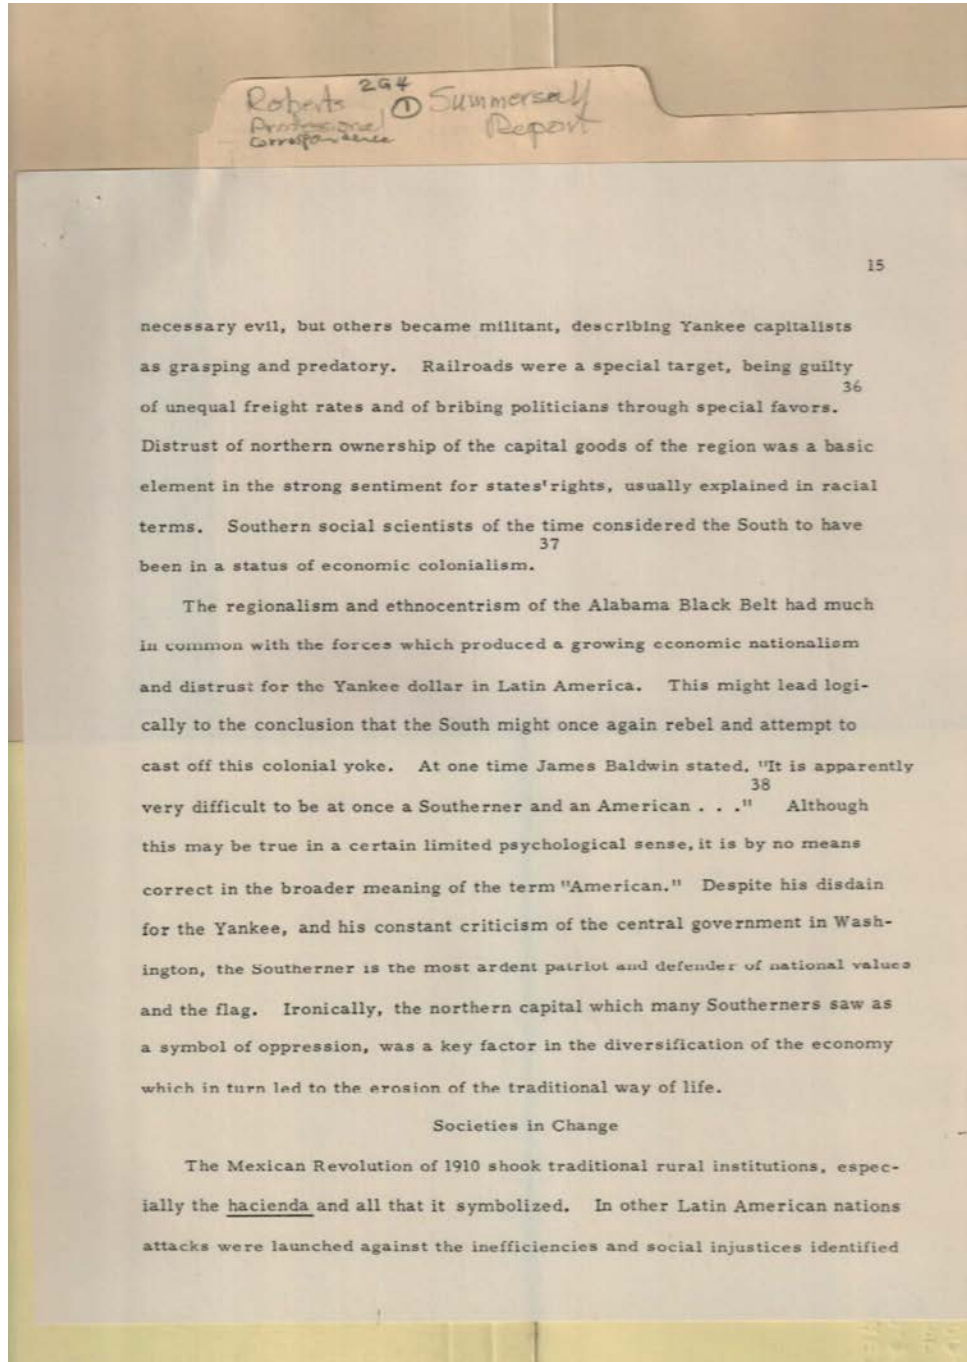 2G4
Roberts ① Summersell
Professional Report
Correspondence
15
necessary evil, but others became militant, describing Yankee capitalists
as grasping and predatory. Railroads were a special target, being guilty
36
of unequal freight rates and of bribing politicians through special favors.
Distrust of northern ownership of the capital goods of the region was a basic
element in the strong sentiment for states'rights, usually explained in racial
terms. Southern social scientists of the time considered the South to have
37
been in a status of economic colonialism.
The regionalism and ethnocentrism of the Alabama Black Belt had much
in common with the forces which produced a growing economic nationalism
and distrust for the Yankee dollar in Latin America. This might lead logi-
cally to the conclusion that the South might once again rebel and attempt to
cast off this colonial yoke. At one time James Baldwin stated, "It is apparently
38
very difficult to be at once a Southerner and an American . . ." Although
this may be true in a certain limited psychological sense, it is by no means
correct in the broader meaning of the term "American." Despite his disdain
for the Yankee, and his constant criticism of the central government in Wash-
ington, the Southerner is the most ardent patriot and defender of national values
and the flag. Ironically, the northern capital which many Southerners saw as
a symbol of oppression, was a key factor in the diversification of the economy
which in turn led to the erosion of the traditional way of life.
Societies in Change
The Mexican Revolution of 1910 shook traditional rural institutions, espec-
ially the hacienda and all that it symbolized. In other Latin American nations
attacks were launched against the inefficiencies and social injustices identified